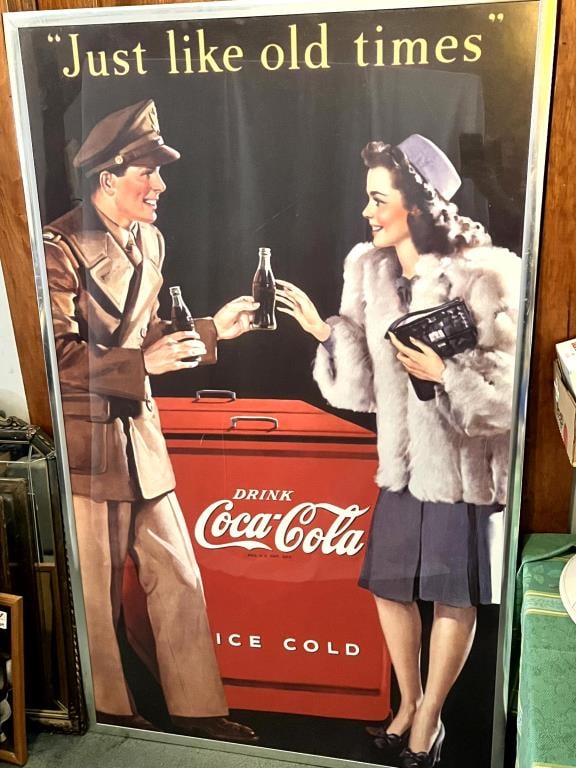 "Just like old times"
DRINK
Coca-Cola
ICE COLD